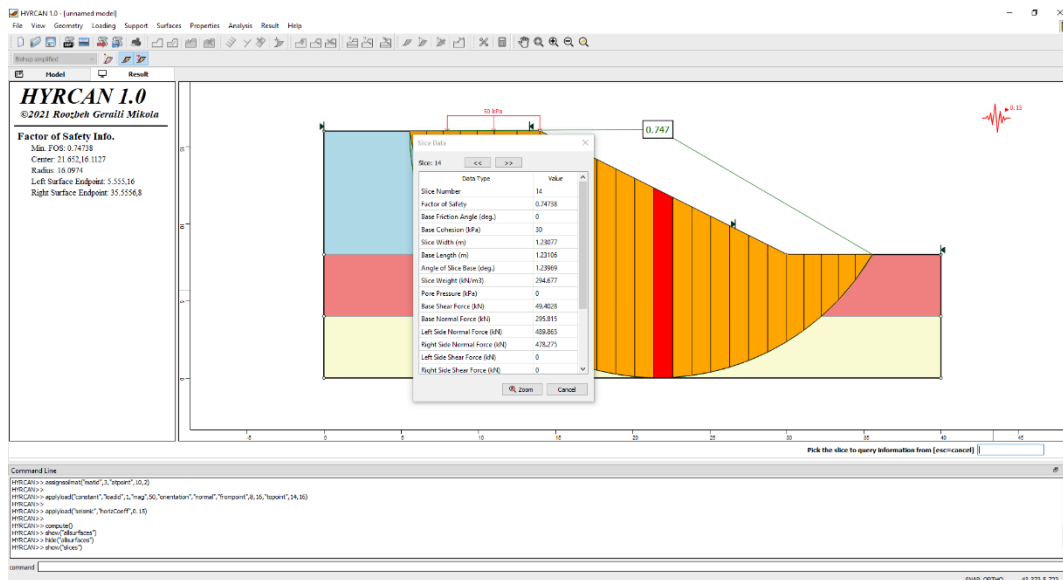 HYRCAN 1.0 - [unnamed model]
File View Geometry Loading Support Surfaces Properties Analysis Result Help
Bishop simplified
Model Result
HYRCAN 1.0
©2021 Roozbeh Geraili Mikola
Factor of Safety Info.
Min. FOS: 0.74738
Center: 21.652,16.1127
Radius: 16.0974
Left Surface Endpoint: 5.555,16
Right Surface Endpoint: 35.5556,8
50 kPa
0.15
0.747
Slice Data
Slice: 14 << >>
Data Type Value
Slice Number 14
Factor of Safety 0.74738
Base Friction Angle (deg.) 0
Base Cohesion (kPa) 30
Slice Width (m) 1.23077
Base Length (m) 1.23106
Angle of Slice Base (deg.) 1.23969
Slice Weight (kN/m3) 294.677
Pore Pressure (kPa) 0
Base Shear Force (kN) 49.4028
Base Normal Force (kN) 295.815
Left Side Normal Force (kN) 489.865
Right Side Normal Force (kN) 478.275
Left Side Shear Force (kN) 0
Right Side Shear Force (kN) 0
Zoom Cancel
15
10
5
0
-5 0 5 10 15 20 25 30 35 40 45
Pick the slice to query information from [esc=cancel]
Command Line
HYRCAN>> assignsoilmat("matid",3,"atpoint",10,2)
HYRCAN>>
HYRCAN>> applyload("constant","loadid",1,"mag",50,"orientation","normal","frompoint",8,16,"topoint",14,16)
HYRCAN>>
HYRCAN>> applyload("seismic","horizCoeff",0.15)
HYRCAN>>
HYRCAN>> compute()
HYRCAN>> show("allsurfaces")
HYRCAN>> hide("allsurfaces")
HYRCAN>> show("slices")
command
SNAP ORTHO